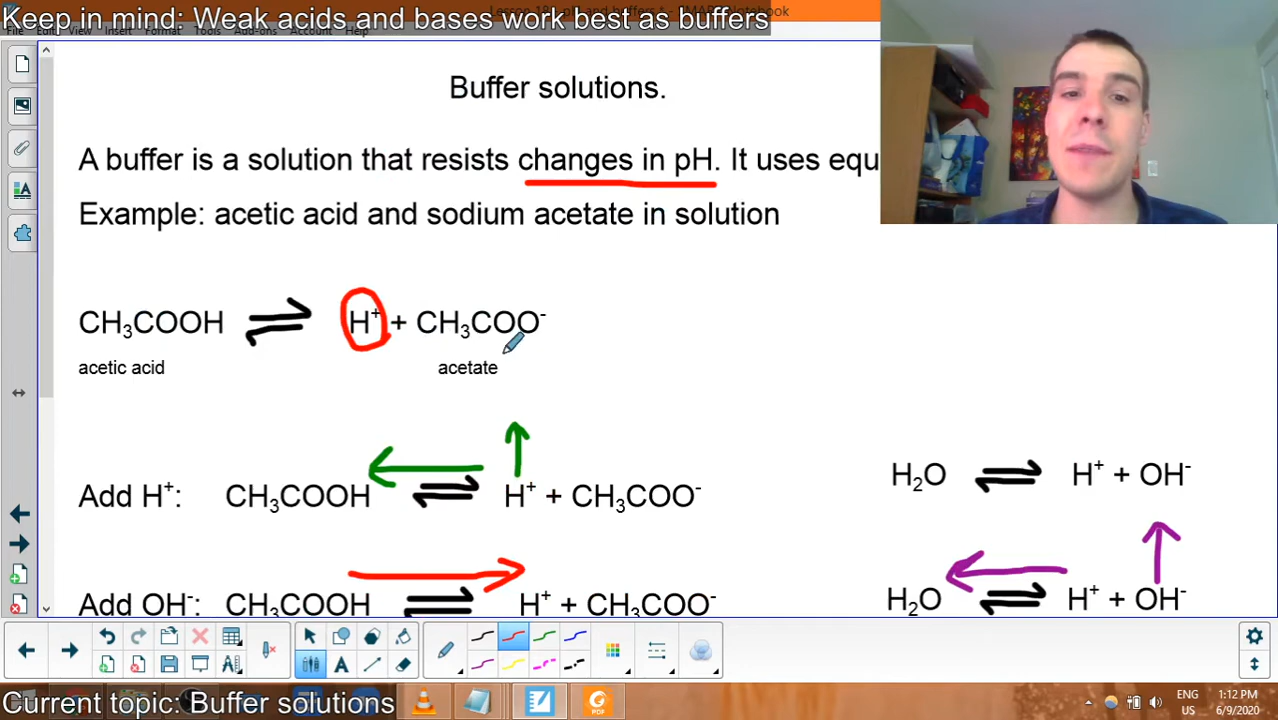 Keep in mind: Weak acids and bases work best as buffers
Buffer solutions.
A buffer is a solution that resists changes in pH. It uses equ
Example: acetic acid and sodium acetate in solution
CH₃COOH ⇌ H⁺ + CH₃COO⁻
acetic acid acetate
H₂O ⇌ H⁺ + OH⁻
Add H⁺: CH₃COOH ⇌ H⁺ + CH₃COO⁻
H₂O ⇌ H⁺ + OH⁻
Add OH⁻: CH₃COOH ⇌ H⁺ + CH₃COO⁻
ENG
US
1:12 PM
6/9/2020
Current topic: Buffer solutions